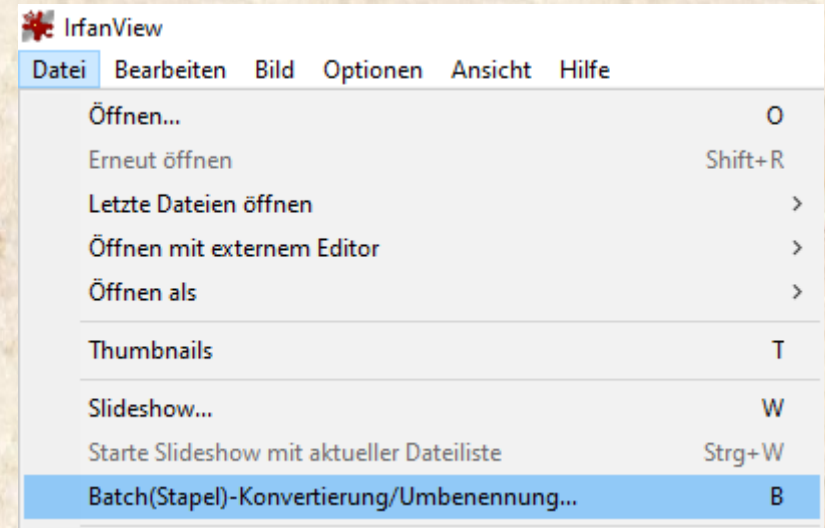 IrfanView
Datei Bearbeiten Bild Optionen Ansicht Hilfe
Öffnen... O
Erneut öffnen Shift+R
Letzte Dateien öffnen >
Öffnen mit externem Editor >
Öffnen als >
Thumbnails T
Slideshow... W
Starte Slideshow mit aktueller Dateiliste Strg+W
Batch(Stapel)-Konvertierung/Umbenennung... B